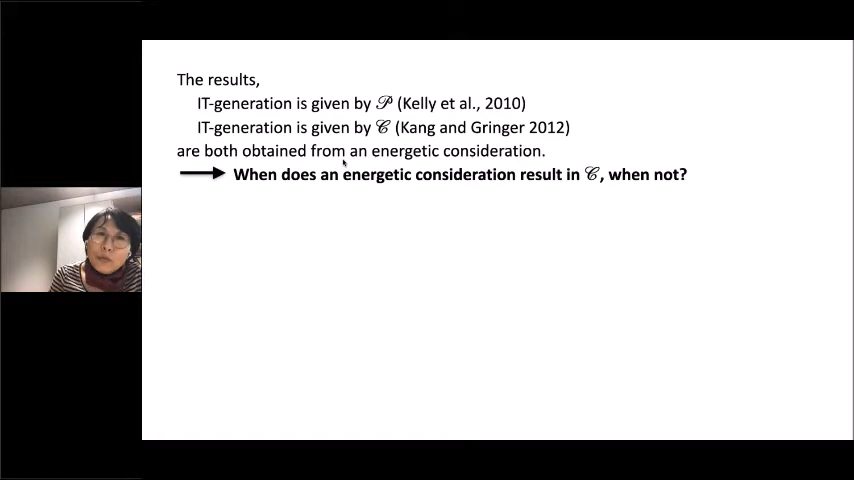 The results,
IT-generation is given by 𝒫 (Kelly et al., 2010)
IT-generation is given by 𝒞 (Kang and Gringer 2012)
are both obtained from an energetic consideration.
When does an energetic consideration result in 𝒞, when not?